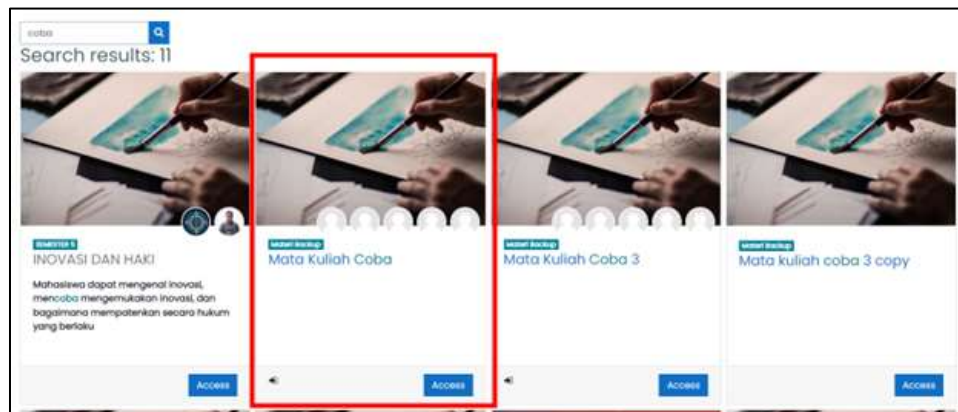 coba
Search results: 11
SEMESTER 5
INOVASI DAN HAKI
Mahasiswa dapat mengenal inovasi,
mencoba mengemukakan inovasi, dan
bagaimana mempatenkan secara hukum
yang berlaku
Access
Materi Backup
Mata Kuliah Coba
Access
Materi Backup
Mata Kuliah Coba 3
Access
Materi Backup
Mata kuliah coba 3 copy
Access